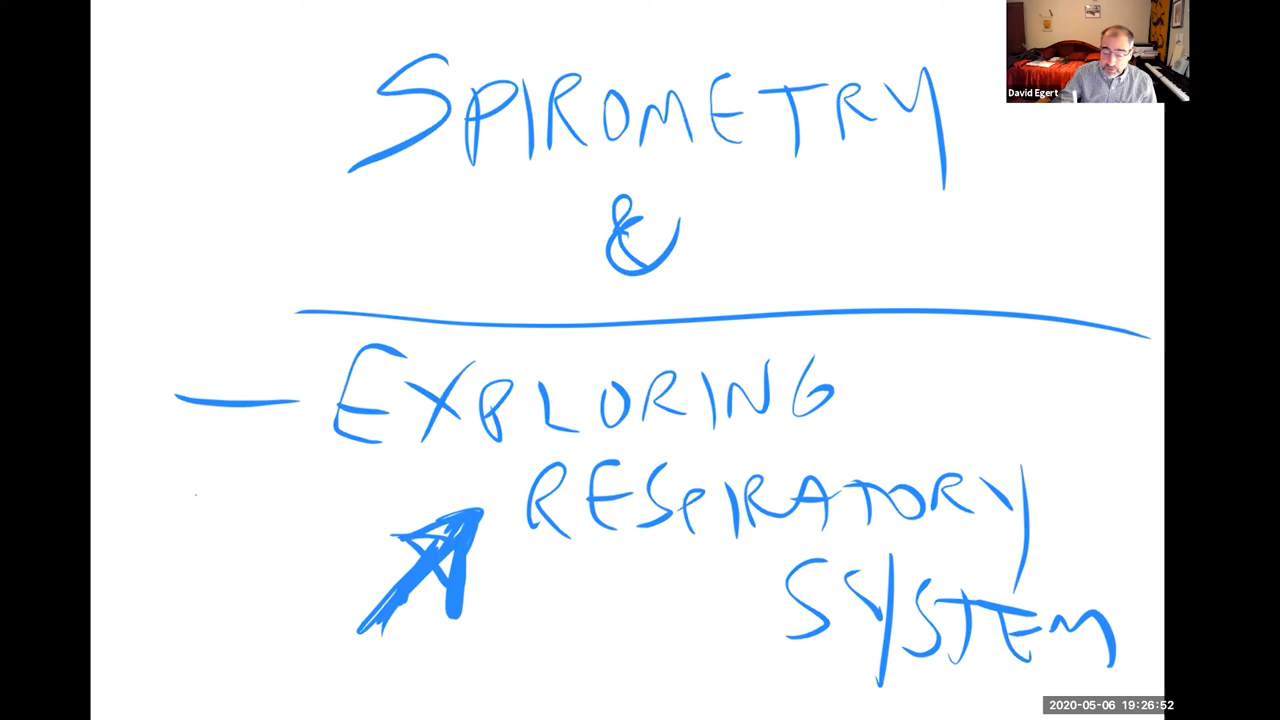 SPIROMETRY
&
— EXPLORING
RESPIRATORY
SYSTEM
David Egert
2020-05-06 19:26:52